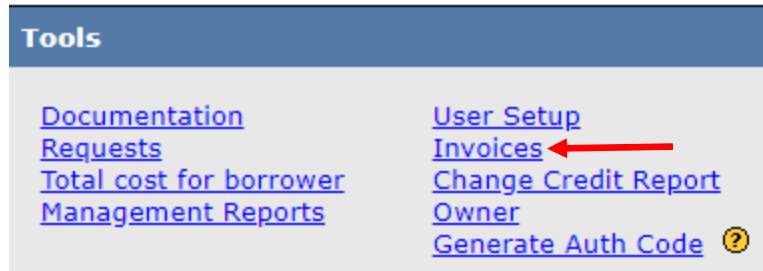 Tools
Documentation
Requests
Total cost for borrower
Management Reports
User Setup
Invoices
Change Credit Report
Owner
Generate Auth Code ?